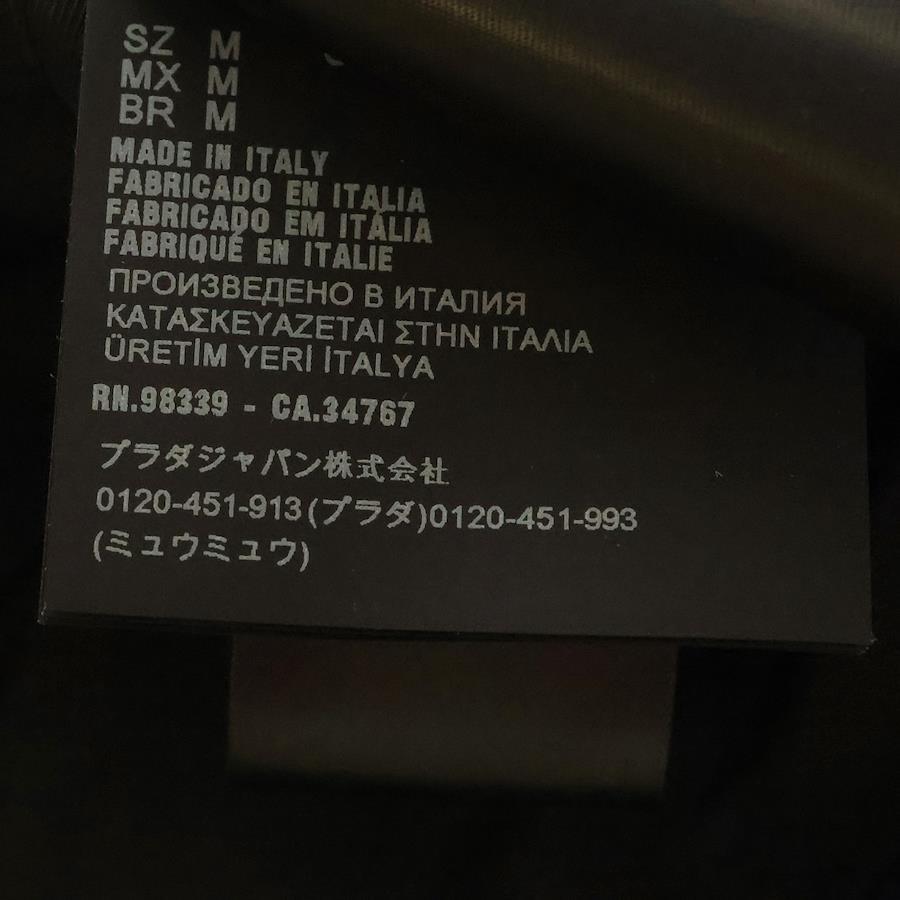 SZ M
MX M
BR M
MADE IN ITALY
FABRICADO EN ITALIA
FABRICADO EM ITÁLIA
FABRIQUÉ EN ITALIE
ПРОИЗВЕДЕНО В ИТАЛИЯ
ΚΑΤΑΣΚΕΥΑΖΕΤΑΙ ΣΤΗΝ ΙΤΑΛΙΑ
ÜRETİM YERİ İTALYA
RN.98339 - CA.34767
プラダジャパン株式会社
0120-451-913(プラダ)0120-451-993
(ミュウミュウ)